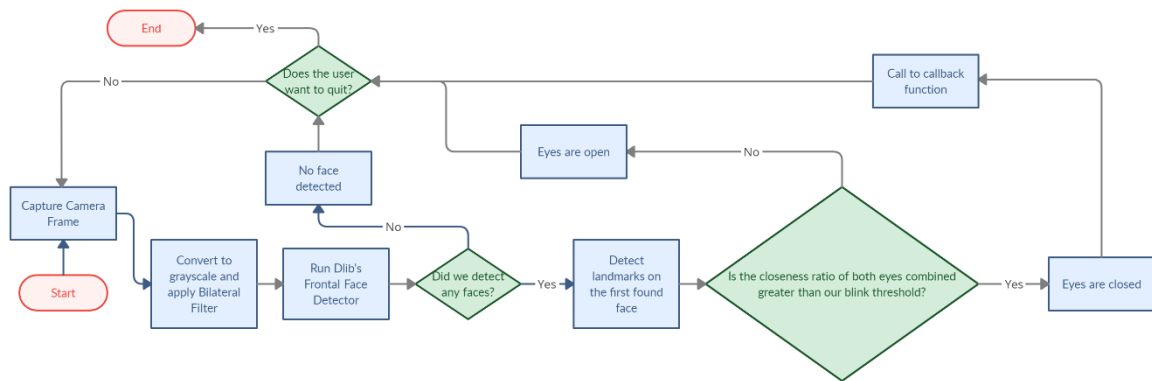 End
Yes
Does the user
want to quit?
No
Call to callback
function
Eyes are open
No
No face
detected
Capture Camera
Frame
No
Start
Convert to
grayscale and
apply Bilateral
Filter
Run Dlib's
Frontal Face
Detector
Did we detect
any faces?
Yes
Detect
landmarks on
the first found
face
Is the closeness ratio of both eyes combined
greater than our blink threshold?
Yes
Eyes are closed